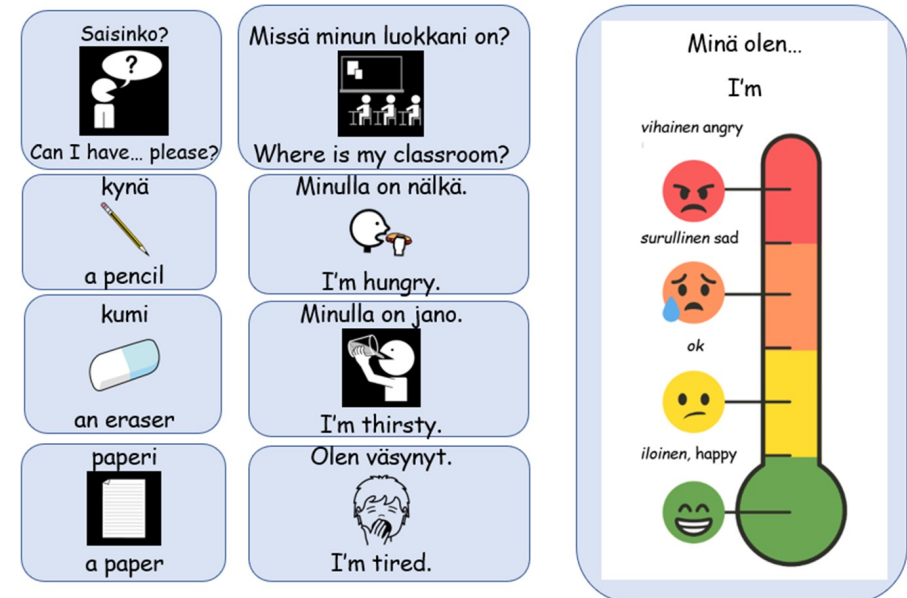 Saisinko?
?
Can I have... please?
kynä
a pencil
kumi
an eraser
paperi
a paper
Missä minun luokkani on?
Where is my classroom?
Minulla on nälkä.
I'm hungry.
Minulla on jano.
I'm thirsty.
Olen väsynyt.
I'm tired.
Minä olen...
I'm
vihainen angry
surullinen sad
ok
iloinen, happy